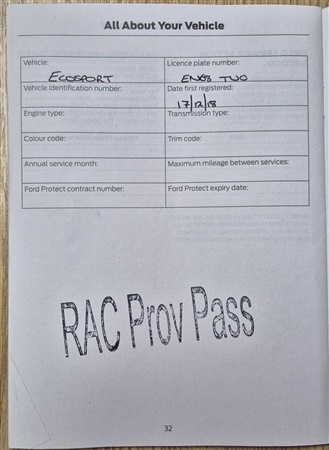 All About Your Vehicle
Vehicle: Licence plate number:
ECOSPORT EN68 TWO
Vehicle identification number: Date first registered:
17/12/18
Engine type: Transmission type:
Colour code: Trim code:
Annual service month: Maximum mileage between services:
Ford Protect contract number: Ford Protect expiry date:
RAC Prov Pass
32